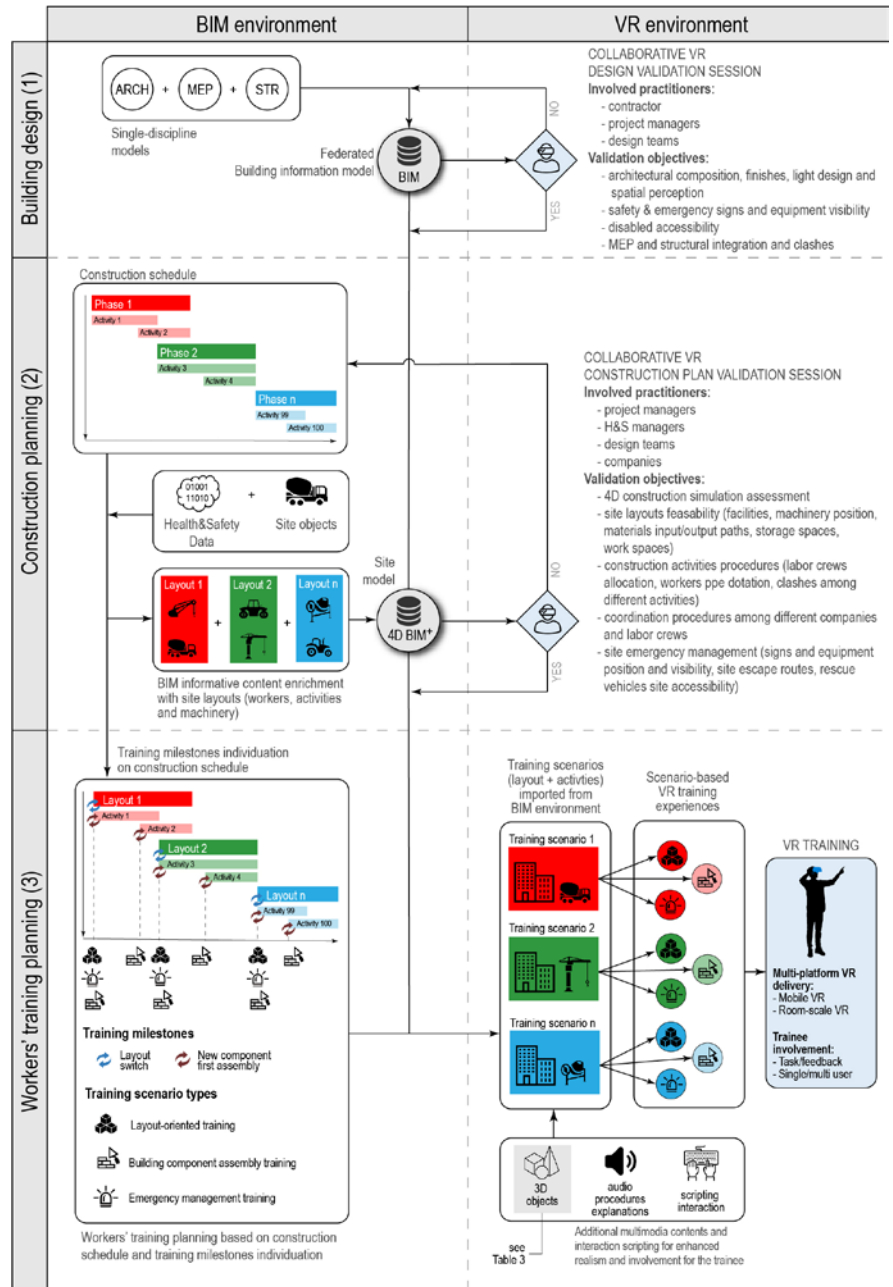 BIM environment
VR environment
Building design (1)
ARCH + MEP + STR
Single-discipline
models
Federated
Building information model
BIM
NO
YES
COLLABORATIVE VR
DESIGN VALIDATION SESSION
Involved practitioners:
- contractor
- project managers
- design teams
Validation objectives:
- architectural composition, finishes, light design and
spatial perception
- safety & emergency signs and equipment visibility
- disabled accessibility
- MEP and structural integration and clashes
Construction planning (2)
Construction schedule
Phase 1
Activity 1
Activity 2
Phase 2
Activity 3
Activity 4
Phase n
Activity 99
Activity 100
01001
11010
+
Health&Safety
Data
Site objects
Layout 1
Layout 2
Layout n
+ +
Site
model
4D BIM+
BIM informative content enrichment
with site layouts (workers, activities
and machinery)
NO
YES
COLLABORATIVE VR
CONSTRUCTION PLAN VALIDATION SESSION
Involved practitioners:
- project managers
- H&S managers
- design teams
- companies
Validation objectives:
- 4D construction simulation assessment
- site layouts feasability (facilities, machinery position,
materials input/output paths, storage spaces,
work spaces)
- construction activities procedures (labor crews
allocation, workers ppe dotation, clashes among
different activities)
- coordination procedures among different companies
and labor crews
- site emergency management (signs and equipment
position and visibility, site escape routes, rescue
vehicles site accessibility)
Workers' training planning (3)
Training milestones individuation
on construction schedule
Layout 1
Activity 1
Activity 2
Layout 2
Activity 3
Activity 4
Layout n
Activity 99
Activity 100
Training milestones
Layout
switch
New component
first assembly
Training scenario types
Layout-oriented training
Building component assembly training
Emergency management training
Workers' training planning based on construction
schedule and training milestones individuation
Training scenarios
(layout + activties)
imported from
BIM environment
Training scenario 1
Training scenario 2
Training scenario n
Scenario-based
VR training
experiences
VR TRAINING
Multi-platform VR
delivery:
- Mobile VR
- Room-scale VR
Trainee
involvement:
- Task/feedback
- Single/multi user
3D
objects
audio
procedures
explanations
scripting
interaction
see
Table 3
Additional multimedia contents and
interaction scripting for enhanced
realism and involvement for the trainee